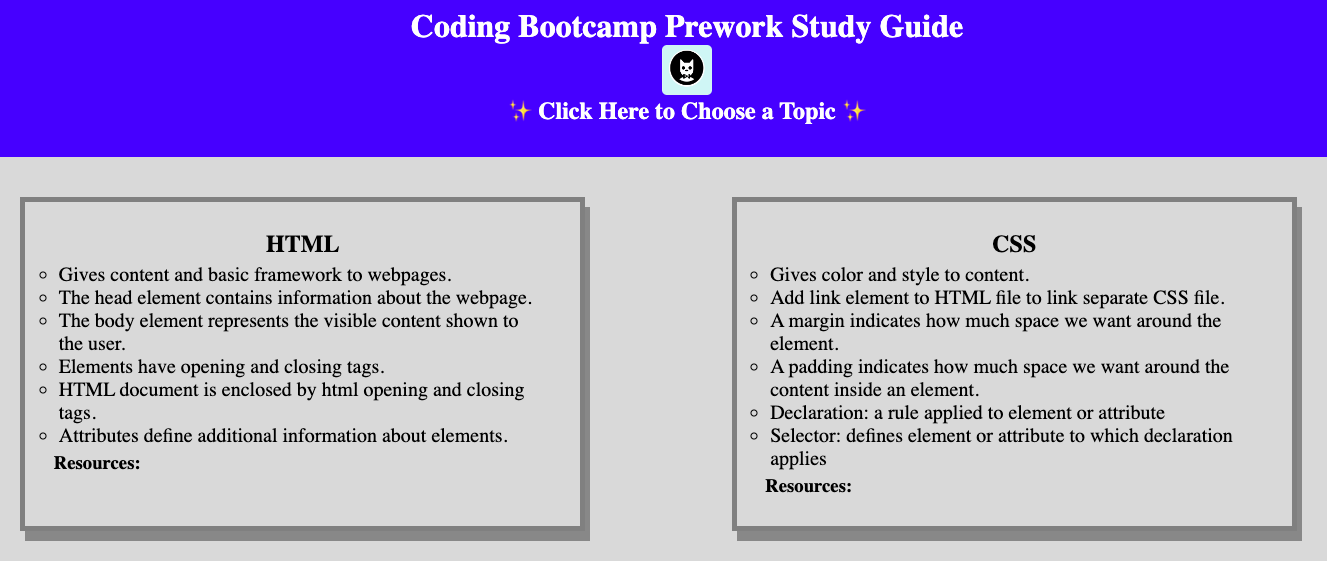 Coding Bootcamp Prework Study Guide
✨ Click Here to Choose a Topic ✨
HTML
Gives content and basic framework to webpages.
The head element contains information about the webpage.
The body element represents the visible content shown to
the user.
Elements have opening and closing tags.
HTML document is enclosed by html opening and closing
tags.
Attributes define additional information about elements.
Resources:
CSS
Gives color and style to content.
Add link element to HTML file to link separate CSS file.
A margin indicates how much space we want around the
element.
A padding indicates how much space we want around the
content inside an element.
Declaration: a rule applied to element or attribute
Selector: defines element or attribute to which declaration
applies
Resources: